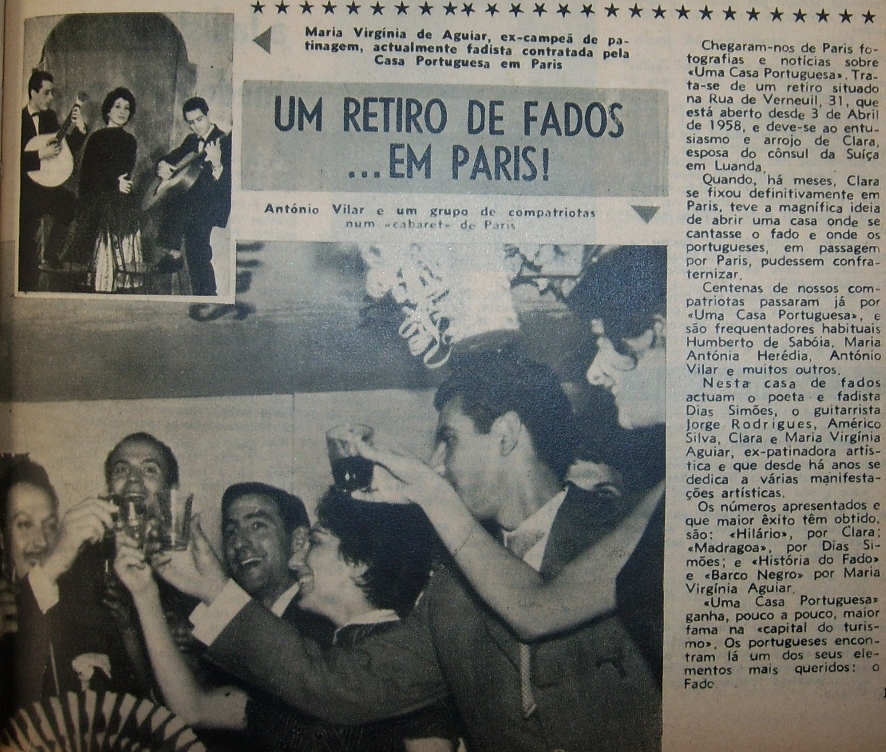 Maria Virgínia de Aguiar, ex-campeã de pa-
tinagem, actualmente fadista contratada pela
Casa Portuguesa em Paris
UM RETIRO DE FADOS
...EM PARIS!
António Vilar e um grupo de compatriotas
num «cabaret» de Paris
Chegaram-nos de Paris fo-
tografias e notícias sobre
«Uma Casa Portuguesa». Tra-
ta-se de um retiro situado
na Rua de Verneuil, 31, que
está aberto desde 3 de Abril
de 1958, e deve-se ao entu-
siasmo e arrojo de Clara,
esposa do cônsul da Suíça
em Luanda.
Quando, há meses, Clara
se fixou definitivamente em
Paris, teve a magnífica ideia
de abrir uma casa onde se
cantasse o fado e onde os
portugueses, em passagem
por Paris, pudessem confra-
ternizar.
Centenas de nossos com-
patriotas passaram já por
«Uma Casa Portuguesa», e
são frequentadores habituais
Humberto de Sabóia, Maria
Antónia Herédia, António
Vilar e muitos outros.
Nesta casa de fados
actuam o poeta e fadista
Dias Simões, o guitarrista
Jorge Rodrigues, Américo
Silva, Clara e Maria Virgínia
Aguiar, ex-patinadora artís-
tica e que desde há anos se
dedica a várias manifesta-
ções artísticas.
Os números apresentados e
que maior êxito têm obtido,
são: «Hilário», por Clara;
«Madragoa», por Dias Si-
mões; e «História do Fado»
e «Barco Negro» por Maria
Virgínia Aguiar.
«Uma Casa Portuguesa»
ganha, pouco a pouco, maior
fama na «capital do turis-
mo». Os portugueses encon-
tram lá um dos seus ele-
mentos mais queridos: o
Fado